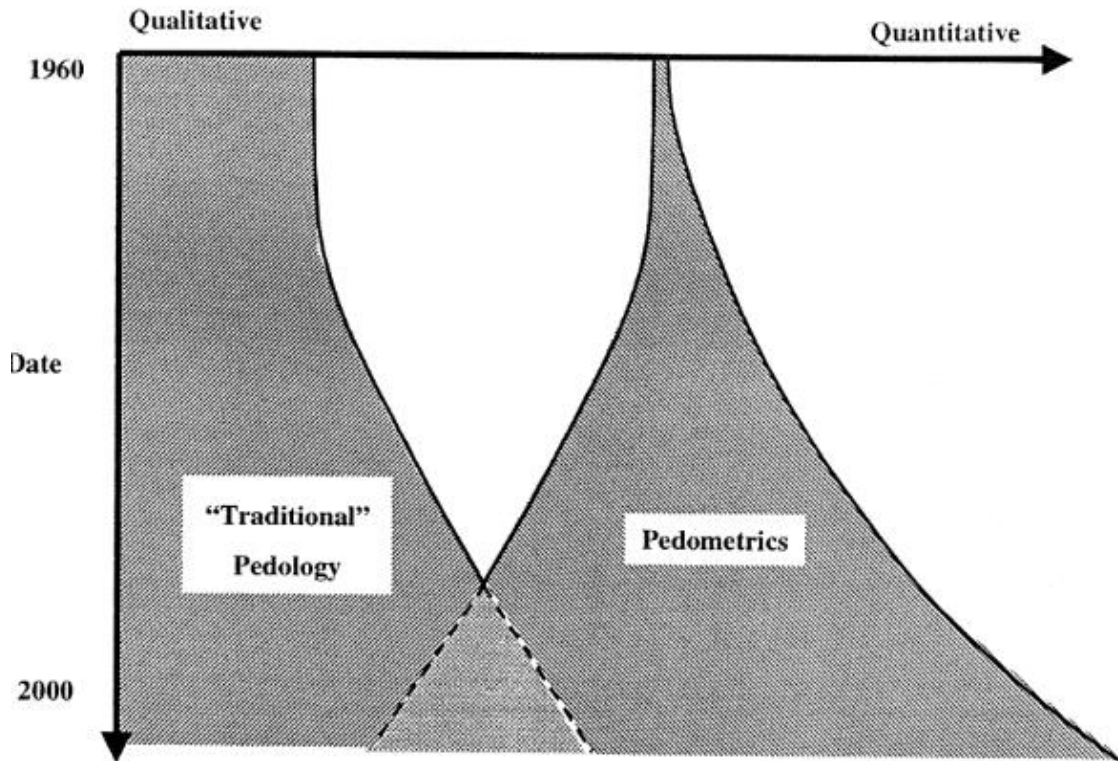 Qualitative
Quantitative
1960
Date
“Traditional”
Pedology
Pedometrics
2000